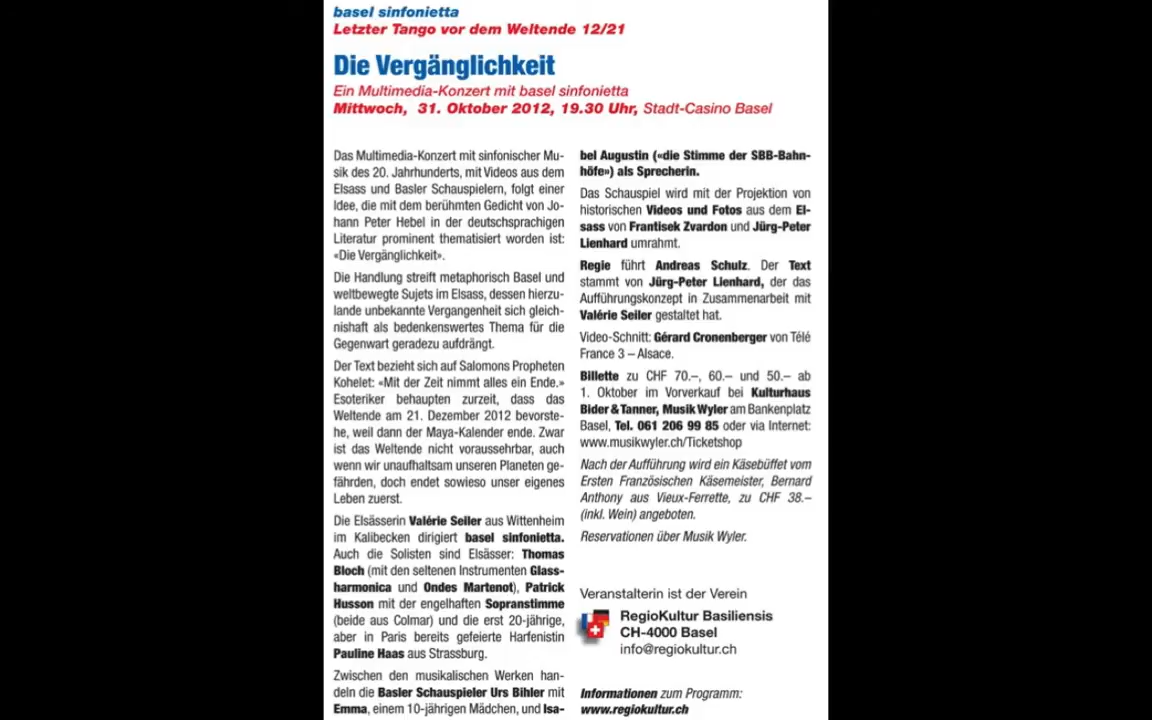 basel sinfonietta
Letzter Tango vor dem Weltende 12/21
Die Vergänglichkeit
Ein Multimedia-Konzert mit basel sinfonietta
Mittwoch, 31. Oktober 2012, 19.30 Uhr, Stadt-Casino Basel
Das Multimedia-Konzert mit sinfonischer Mu-
sik des 20. Jahrhunderts, mit Videos aus dem
Elsass und Basler Schauspielern, folgt einer
Idee, die mit dem berühmten Gedicht von Jo-
hann Peter Hebel in der deutschsprachigen
Literatur prominent thematisiert worden ist:
«Die Vergänglichkeit».
Die Handlung streift metaphorisch Basel und
weltbewegte Sujets im Elsass, dessen hierzu-
lande unbekannte Vergangenheit sich gleich-
nishaft als bedenkenswertes Thema für die
Gegenwart geradezu aufdrängt.
Der Text bezieht sich auf Salomons Propheten
Kohelet: «Mit der Zeit nimmt alles ein Ende.»
Esoteriker behaupten zurzeit, dass das
Weltende am 21. Dezember 2012 bevorste-
he, weil dann der Maya-Kalender ende. Zwar
ist das Weltende nicht voraussehrbar, auch
wenn wir unaufhaltsam unseren Planeten ge-
fährden, doch endet sowieso unser eigenes
Leben zuerst.
Die Elsässerin Valérie Seiler aus Wittenheim
im Kalibecken dirigiert basel sinfonietta.
Auch die Solisten sind Elsässer: Thomas
Bloch (mit den seltenen Instrumenten Glass-
harmonica und Ondes Martenot), Patrick
Husson mit der engelhaften Sopranstimme
(beide aus Colmar) und die erst 20-jährige,
aber in Paris bereits gefeierte Harfenistin
Pauline Haas aus Strassburg.
Zwischen den musikalischen Werken han-
deln die Basler Schauspieler Urs Bihler mit
Emma, einem 10-jährigen Mädchen, und Isa-
bel Augustin («die Stimme der SBB-Bahn-
höfe») als Sprecherin.
Das Schauspiel wird mit der Projektion von
historischen Videos und Fotos aus dem El-
sass von Frantisek Zvardon und Jürg-Peter
Lienhard umrahmt.
Regie führt Andreas Schulz. Der Text
stammt von Jürg-Peter Lienhard, der das
Aufführungskonzept in Zusammenarbeit mit
Valérie Seiler gestaltet hat.
Video-Schnitt: Gérard Cronenberger von Télé
France 3 – Alsace.
Billette zu CHF 70.–, 60.– und 50.– ab
1. Oktober im Vorverkauf bei Kulturhaus
Bider & Tanner, Musik Wyler am Bankenplatz
Basel, Tel. 061 206 99 85 oder via Internet:
www.musikwyler.ch/Ticketshop
Nach der Aufführung wird ein Käsebüffet vom
Ersten Französischen Käsemeister, Bernard
Anthony aus Vieux-Ferrette, zu CHF 38.–
(inkl. Wein) angeboten.
Reservationen über Musik Wyler.
Veranstalterin ist der Verein
RegioKultur Basiliensis
CH-4000 Basel
info@regiokultur.ch
Informationen zum Programm:
www.regiokultur.ch